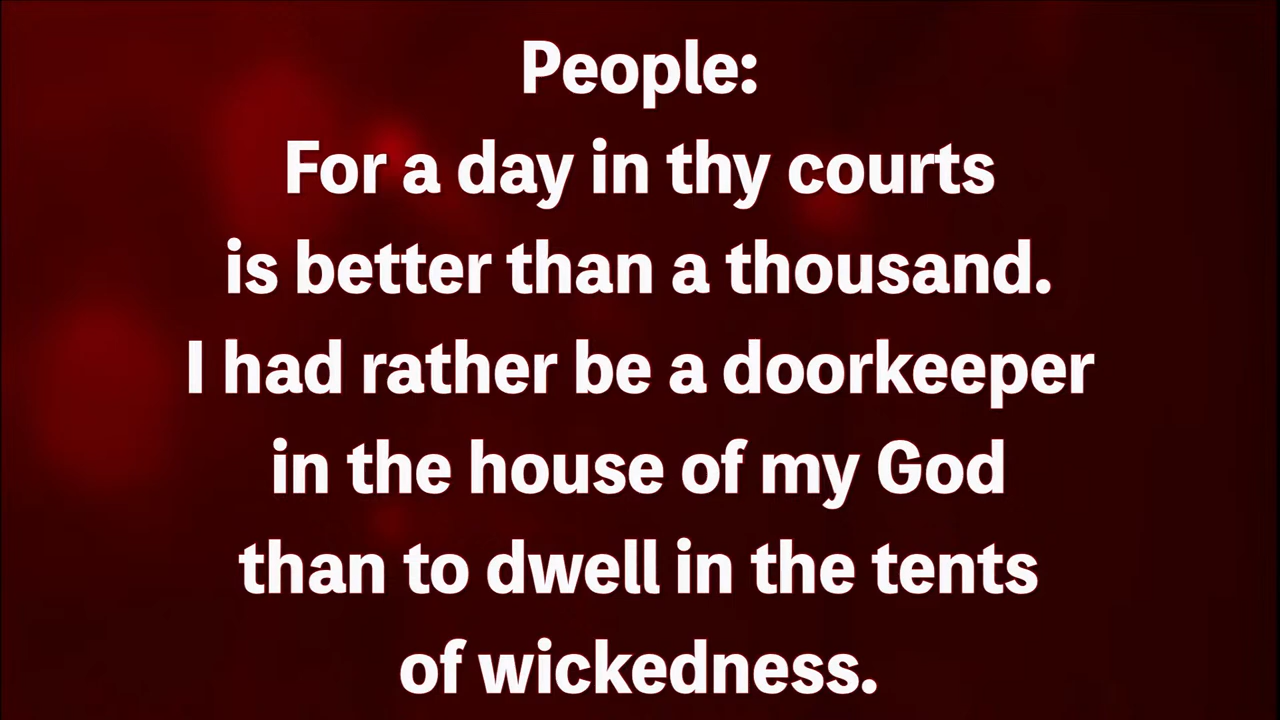 People:
For a day in thy courts
is better than a thousand.
I had rather be a doorkeeper
in the house of my God
than to dwell in the tents
of wickedness.